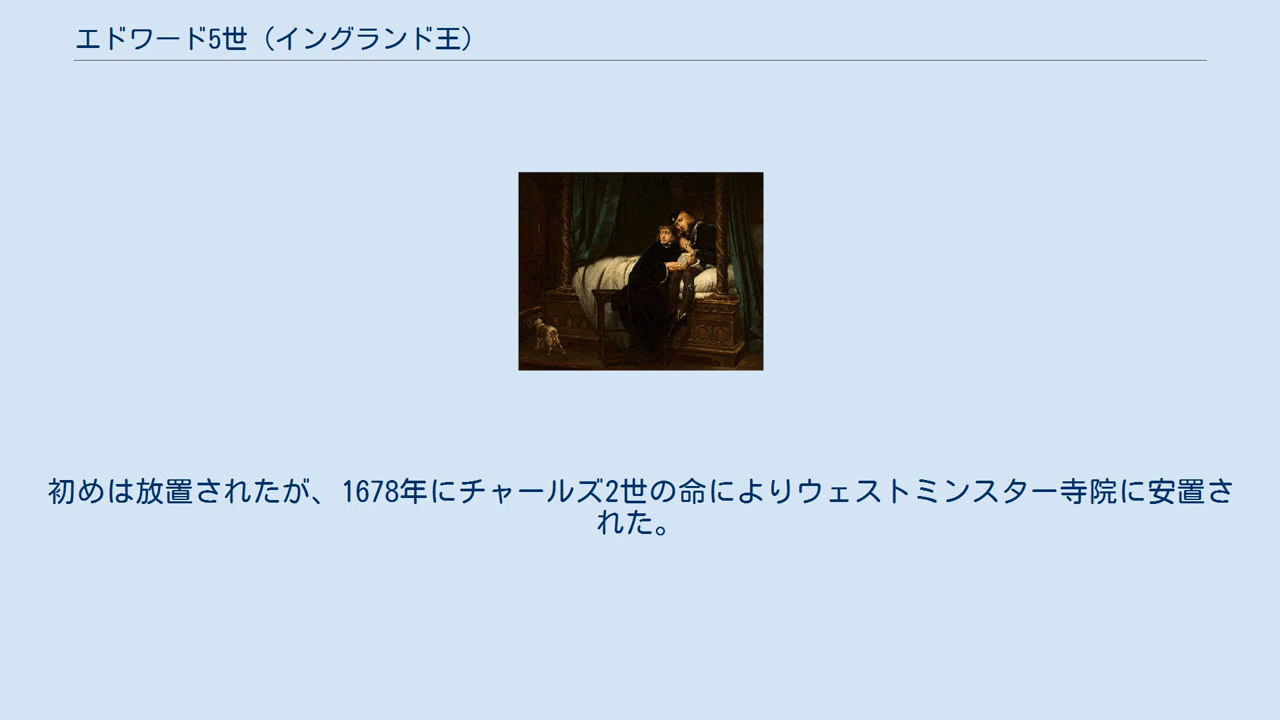 エドワード5世（イングランド王）
初めは放置されたが、1678年にチャールズ2世の命によりウェストミンスター寺院に安置さ
れた。